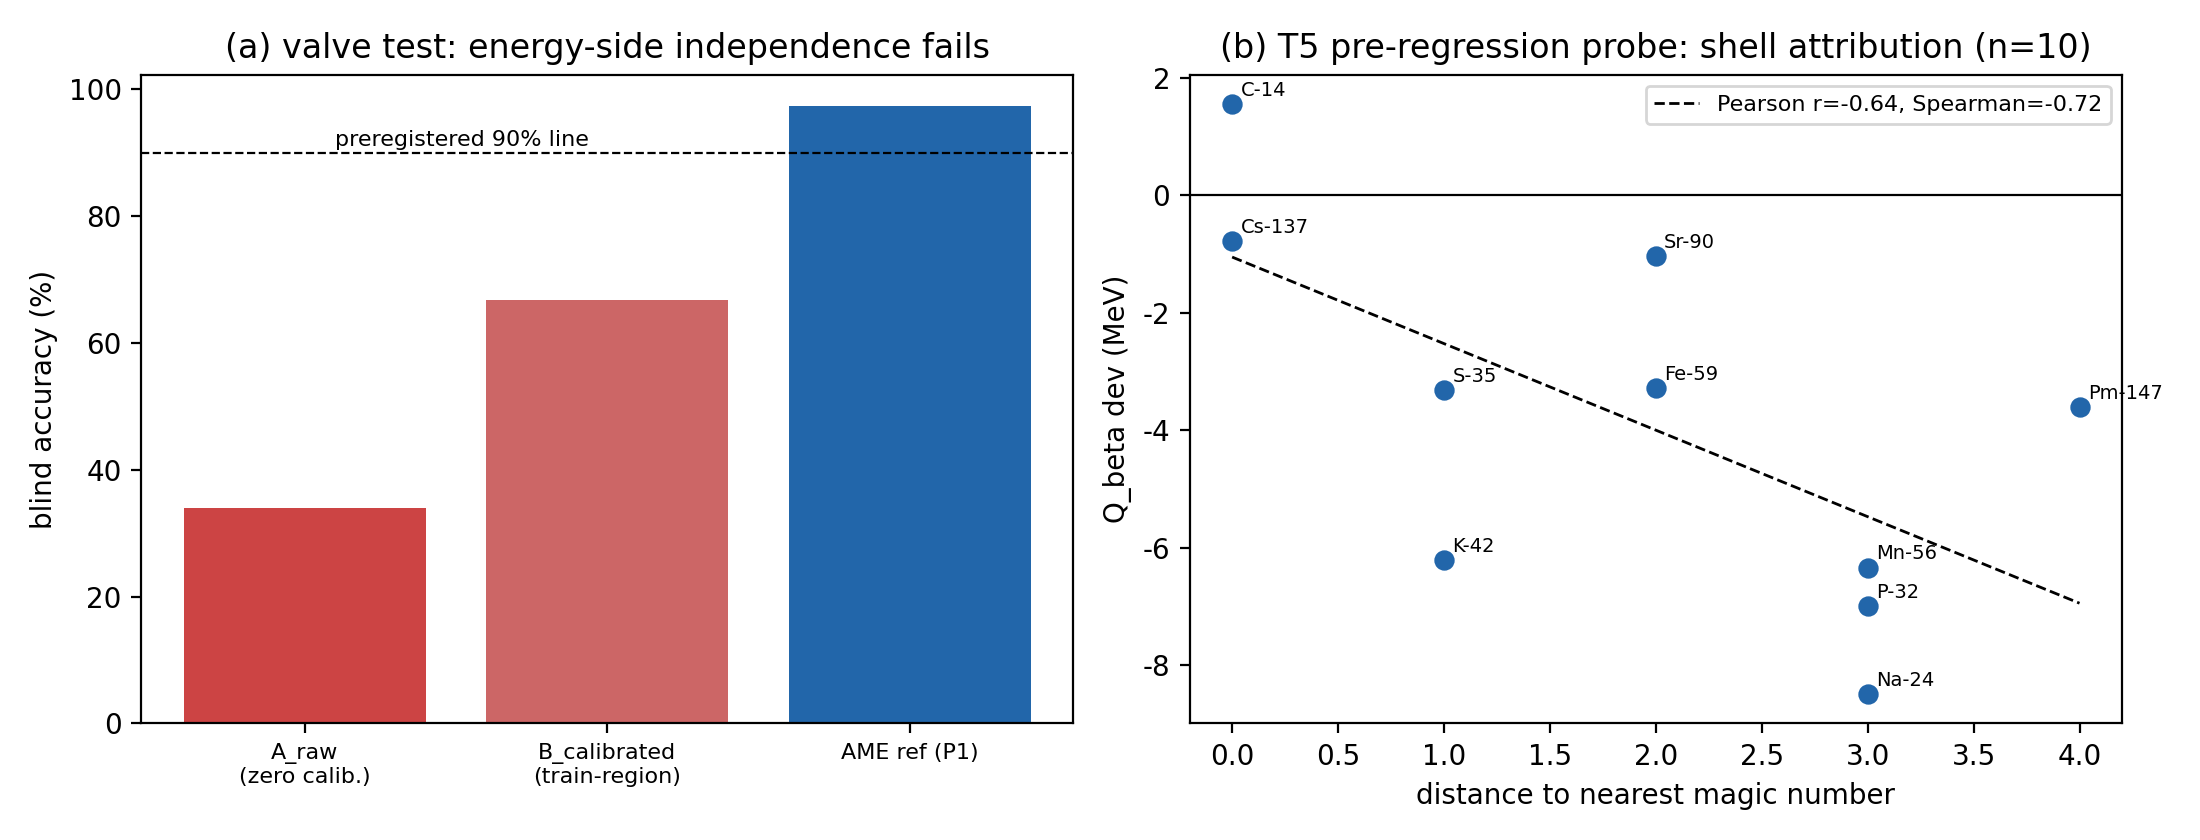 (a) valve test: energy-side independence fails
blind accuracy (%)
100
80
60
40
20
0
preregistered 90% line
A_raw
(zero calib.)
B_calibrated
(train-region)
AME ref (P1)
(b) T5 pre-regression probe: shell attribution (n=10)
Q_beta dev (MeV)
2
0
-2
-4
-6
-8
Pearson r=-0.64, Spearman=-0.72
C-14
Cs-137
Sr-90
S-35
Fe-59
Pm-147
K-42
Mn-56
P-32
Na-24
0.0 0.5 1.0 1.5 2.0 2.5 3.0 3.5 4.0
distance to nearest magic number